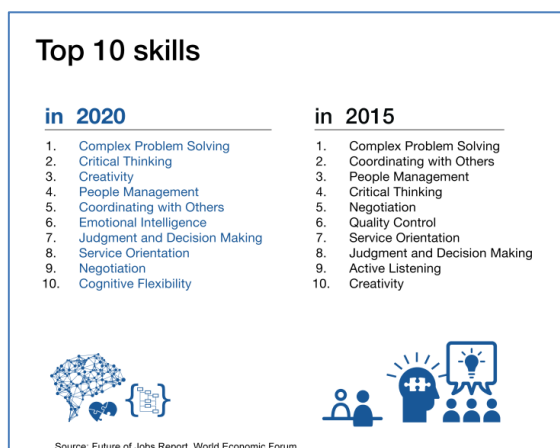 Top 10 skills
in 2020
1. Complex Problem Solving
2. Critical Thinking
3. Creativity
4. People Management
5. Coordinating with Others
6. Emotional Intelligence
7. Judgment and Decision Making
8. Service Orientation
9. Negotiation
10. Cognitive Flexibility
in 2015
1. Complex Problem Solving
2. Coordinating with Others
3. People Management
4. Critical Thinking
5. Negotiation
6. Quality Control
7. Service Orientation
8. Judgment and Decision Making
9. Active Listening
10. Creativity
Source: Future of Jobs Report, World Economic Forum